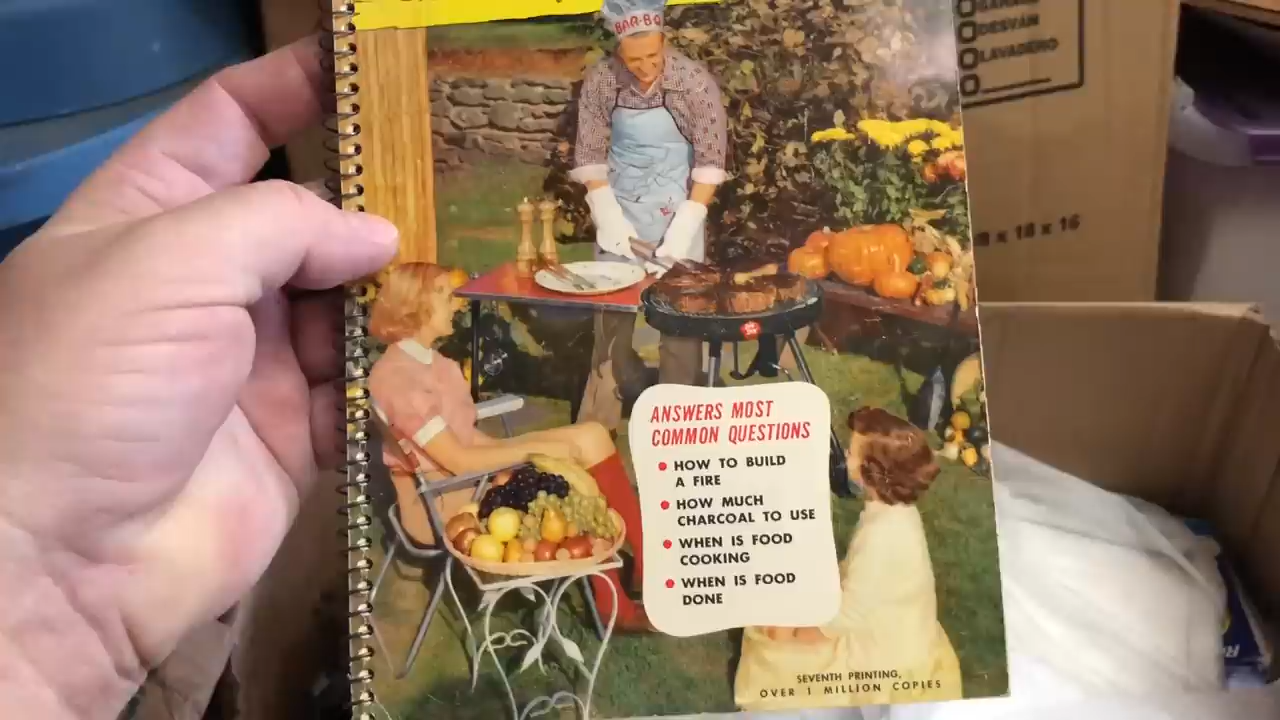 BAR-BQ
ANSWERS MOST
COMMON QUESTIONS
• HOW TO BUILD
A FIRE
• HOW MUCH
CHARCOAL TO USE
• WHEN IS FOOD
COOKING
• WHEN IS FOOD
DONE
SEVENTH PRINTING,
OVER 1 MILLION COPIES
DESVAN
LAVADERO
x 18 x 16